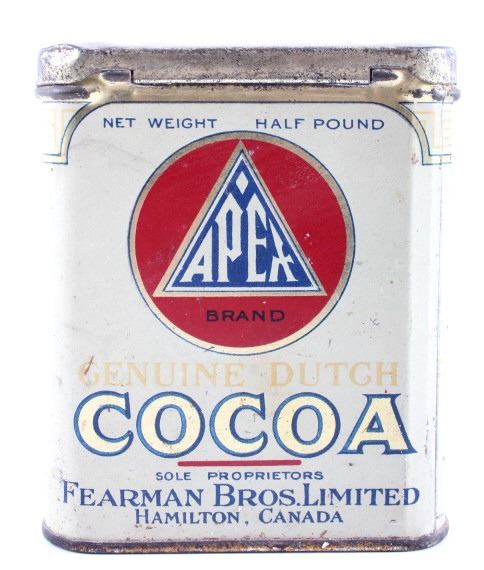 NET WEIGHT HALF POUND
APEX
BRAND
GENUINE DUTCH
COCOA
SOLE PROPRIETORS
FEARMAN BROS. LIMITED
HAMILTON, CANADA